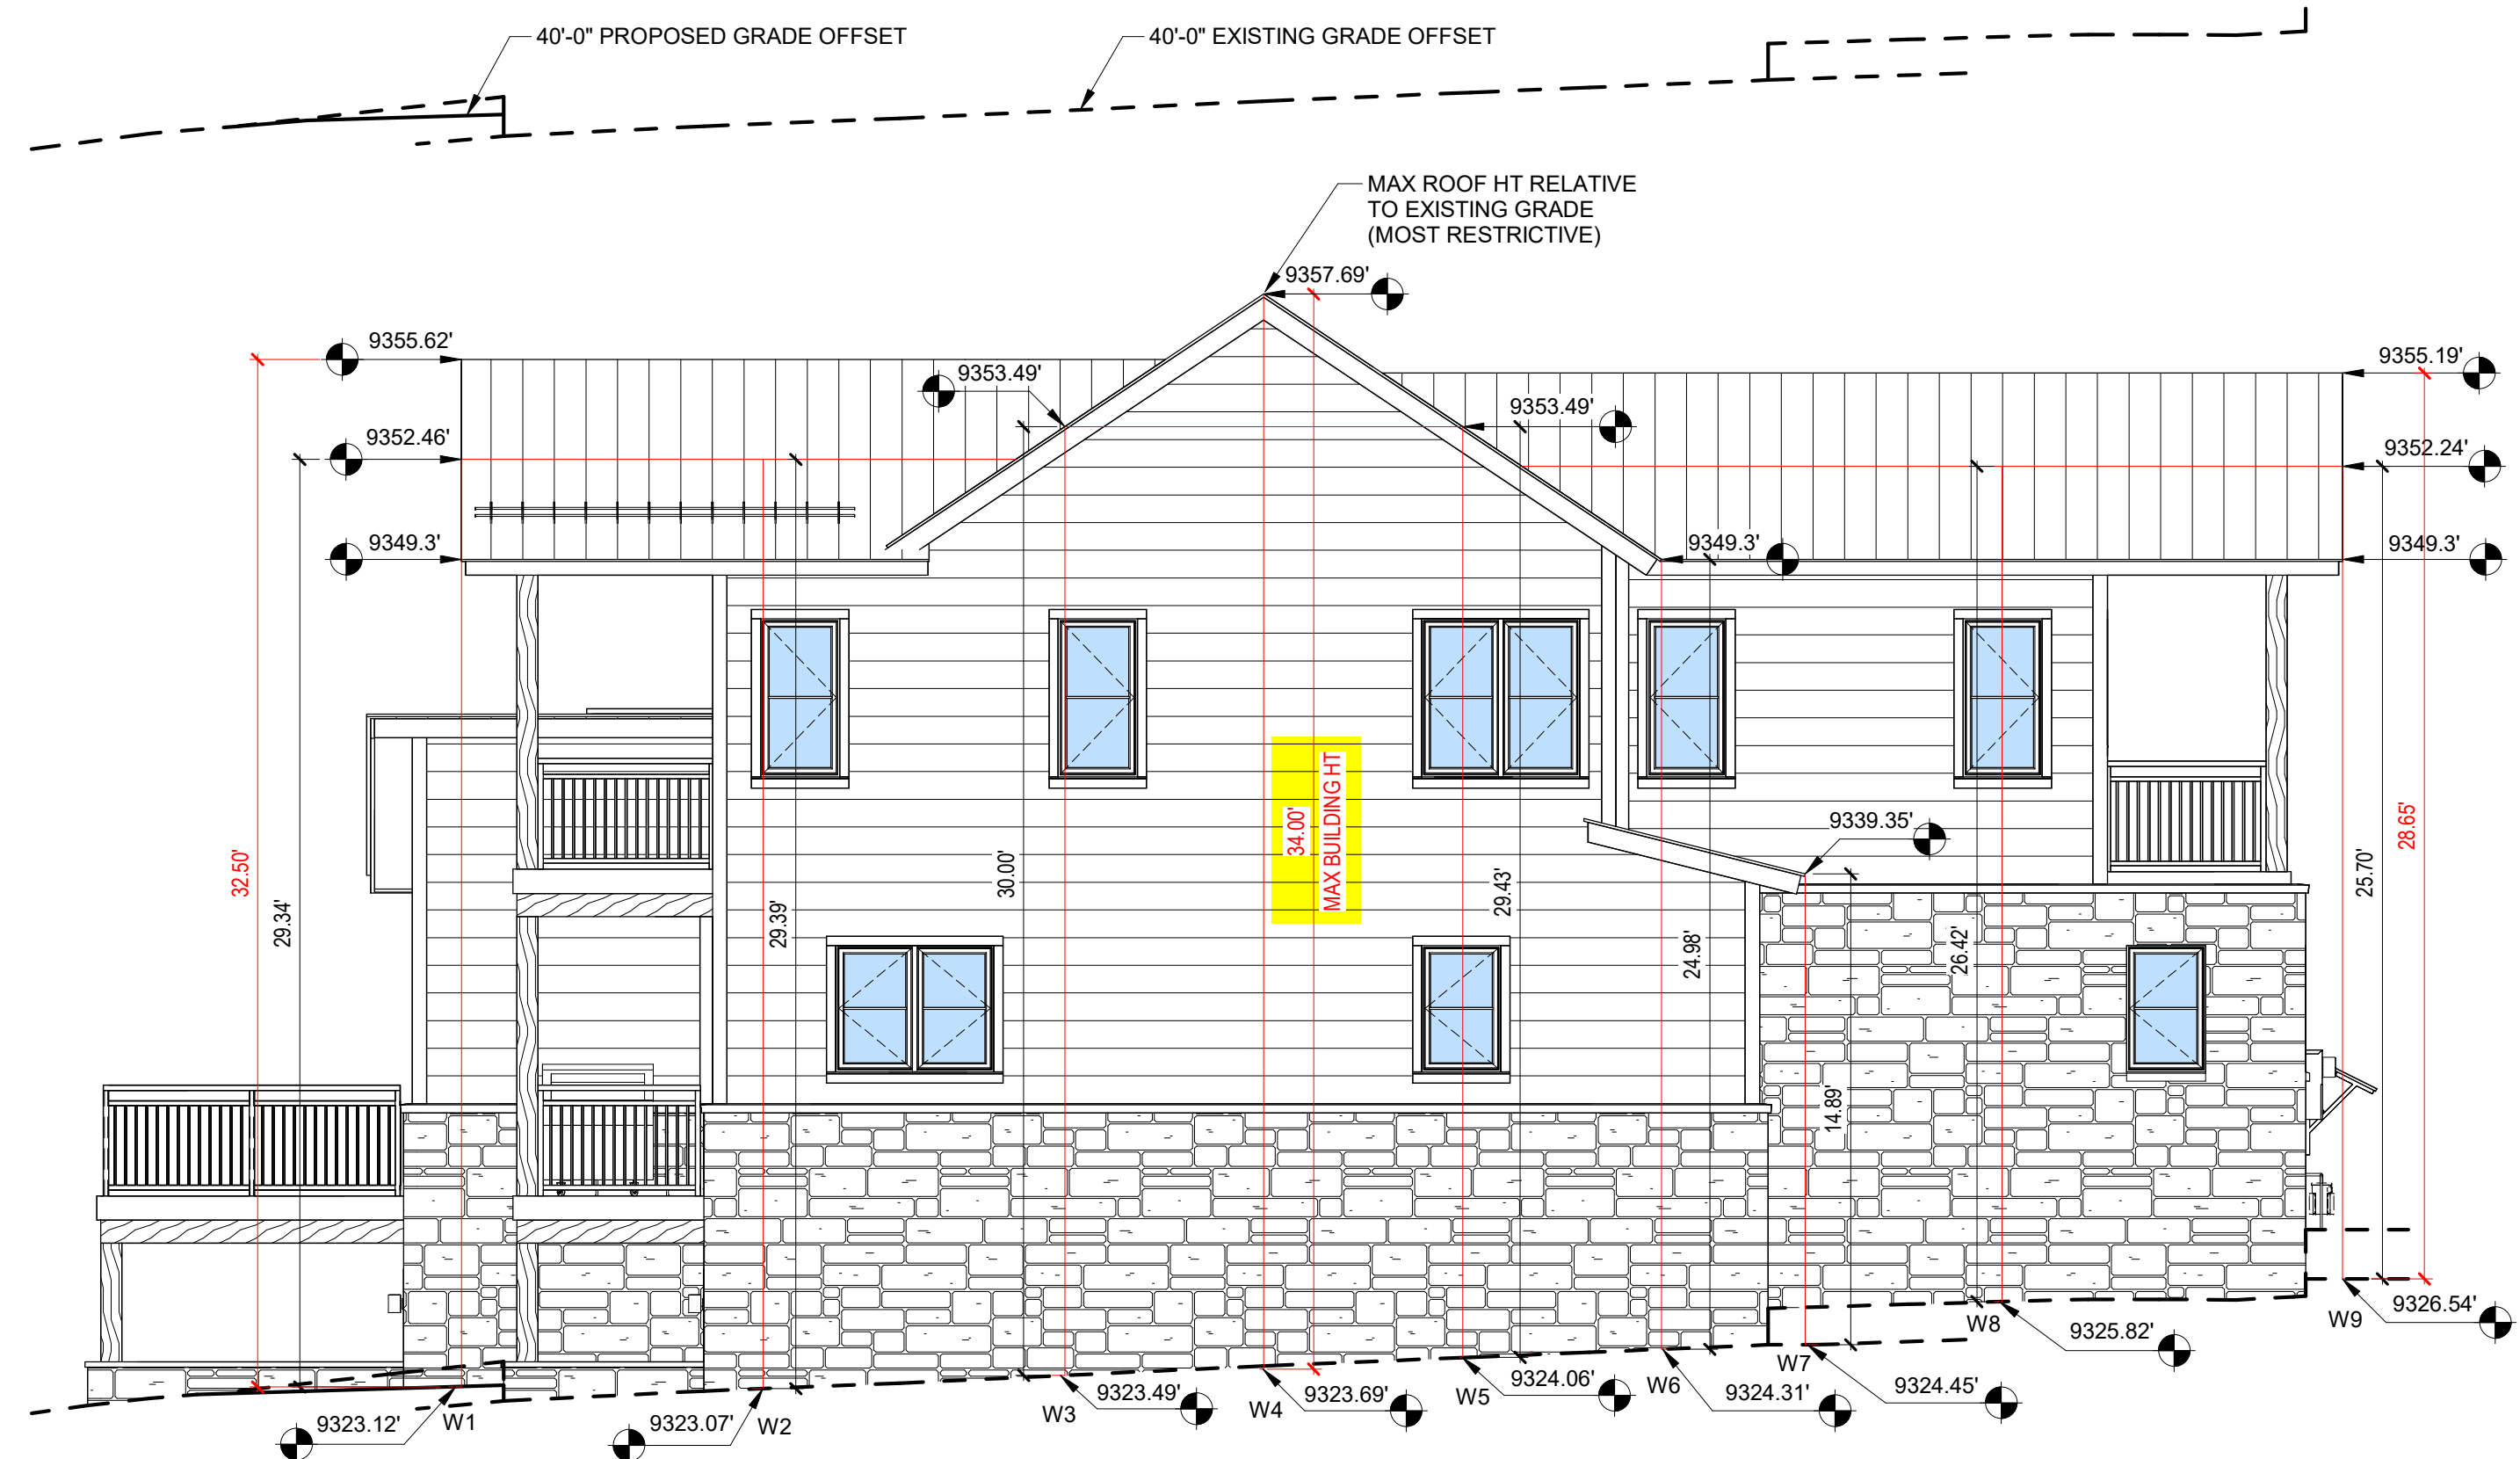 40'-0" PROPOSED GRADE OFFSET
40'-0" EXISTING GRADE OFFSET
MAX ROOF HT RELATIVE
TO EXISTING GRADE
(MOST RESTRICTIVE)
9357.69'
9355.62'
9355.19'
9353.49'
9353.49'
9352.46'
9352.24'
9349.3'
9349.3'
9349.3'
9339.35'
32.50'
29.34'
29.39'
30.00'
34.00'
MAX BUILDING HT
29.43'
24.98'
14.89'
26.42'
25.70'
28.65'
9323.12'
W1
9323.07'
W2
W3
9323.49'
W4
9323.69'
W5
9324.06'
W6
9324.31'
W7
9324.45'
W8
9325.82'
W9
9326.54'